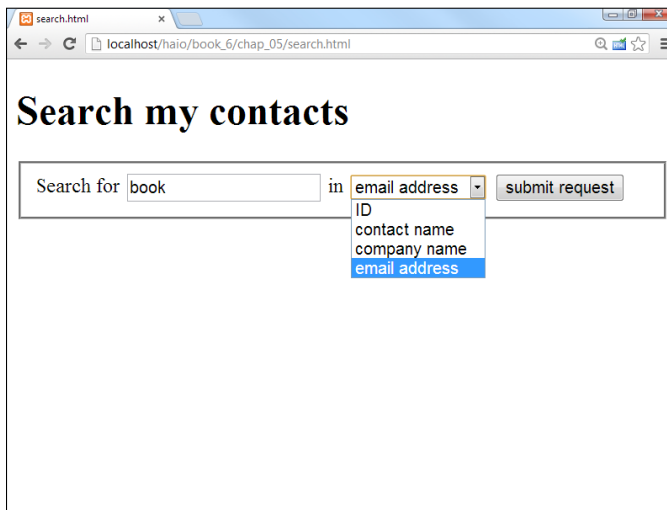 search.html
localhost/haio/book_6/chap_05/search.html
Search my contacts
Search for book in email address submit request
ID
contact name
company name
email address